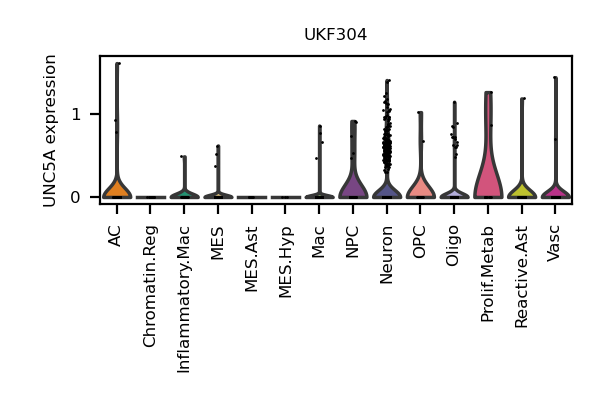 UKF304
UNC5A expression
1
0
AC
Chromatin.Reg
Inflammatory.Mac
MES
MES.Ast
MES.Hyp
Mac
NPC
Neuron
OPC
Oligo
Prolif.Metab
Reactive.Ast
Vasc